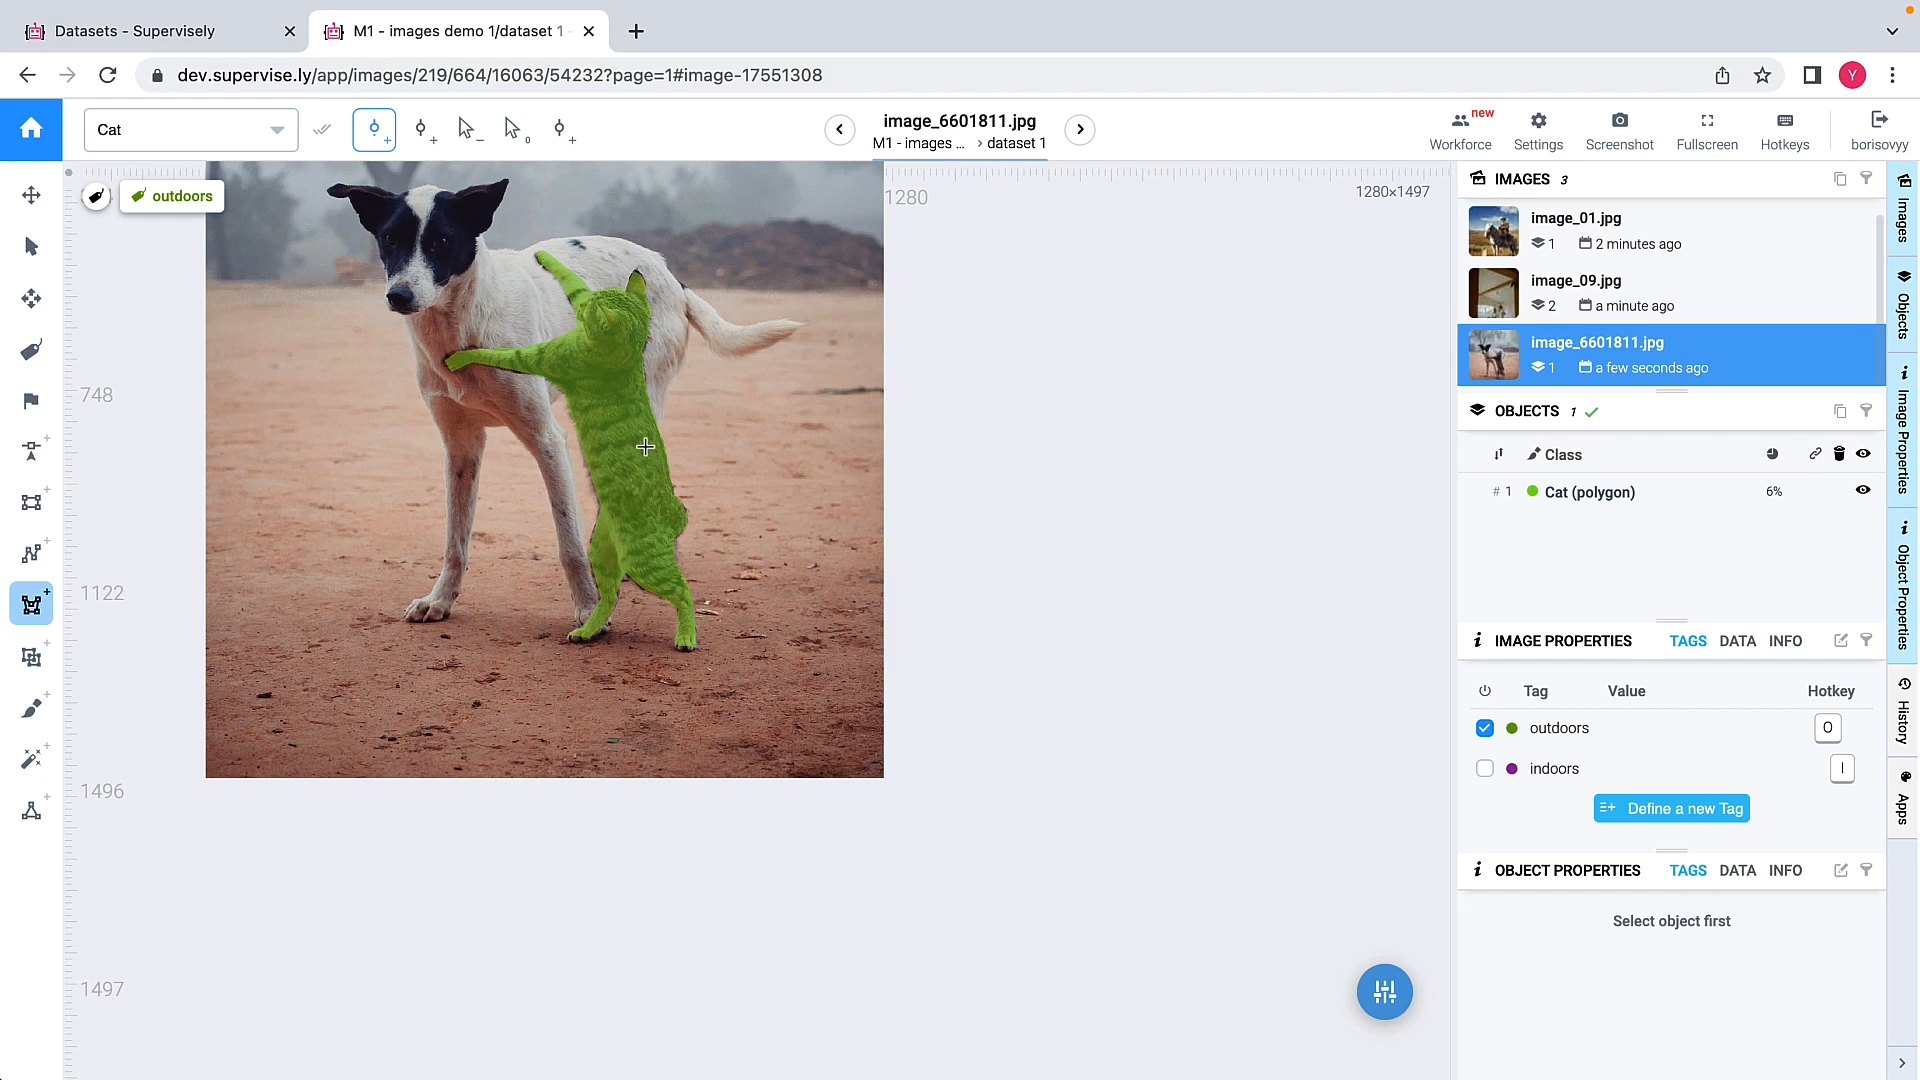 Datasets - Supervisely
M1 - images demo 1/dataset 1
dev.supervise.ly/app/images/219/664/16063/54232?page=1#image-17551308
Y
Cat
image_6601811.jpg
M1 - images ... > dataset 1
new
Workforce
Settings
Screenshot
Fullscreen
Hotkeys
borisovyy
outdoors
1280
1280×1497
748
1122
1496
1497
IMAGES 3
image_01.jpg
1 2 minutes ago
image_09.jpg
2 a minute ago
image_6601811.jpg
1 a few seconds ago
OBJECTS 1
Class
# 1 Cat (polygon) 6%
IMAGE PROPERTIES TAGS DATA INFO
Tag Value Hotkey
outdoors O
indoors I
Define a new Tag
OBJECT PROPERTIES TAGS DATA INFO
Select object first
Images
Objects
Image Properties
Object Properties
History
Apps